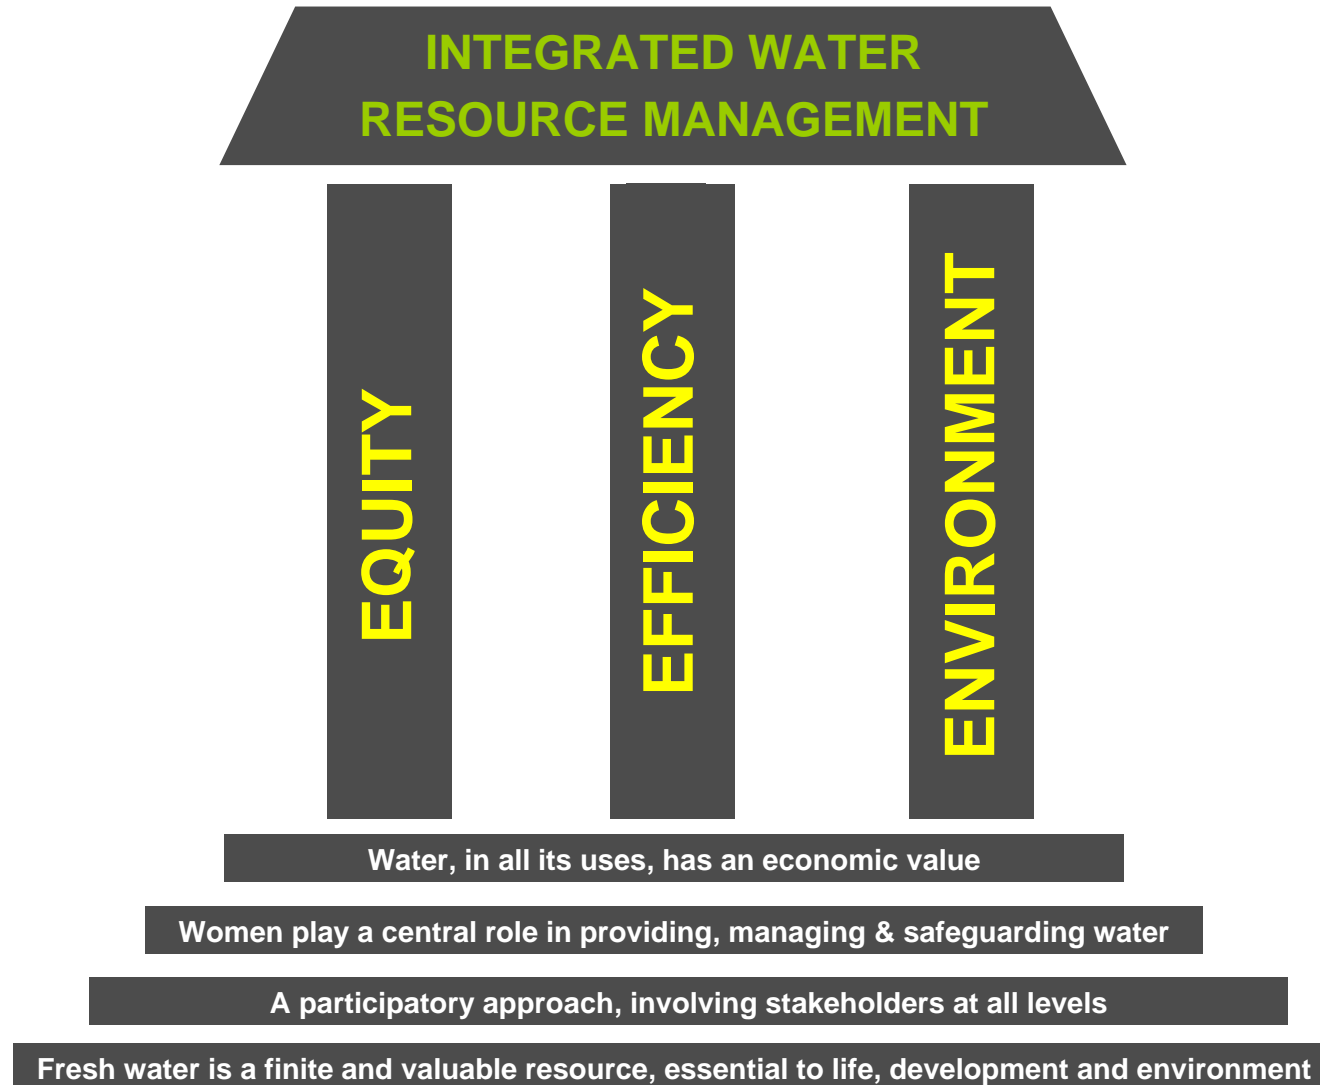 INTEGRATED WATER
RESOURCE MANAGEMENT
EQUITY
EFFICIENCY
ENVIRONMENT
Water, in all its uses, has an economic value
Women play a central role in providing, managing & safeguarding water
A participatory approach, involving stakeholders at all levels
Fresh water is a finite and valuable resource, essential to life, development and environment